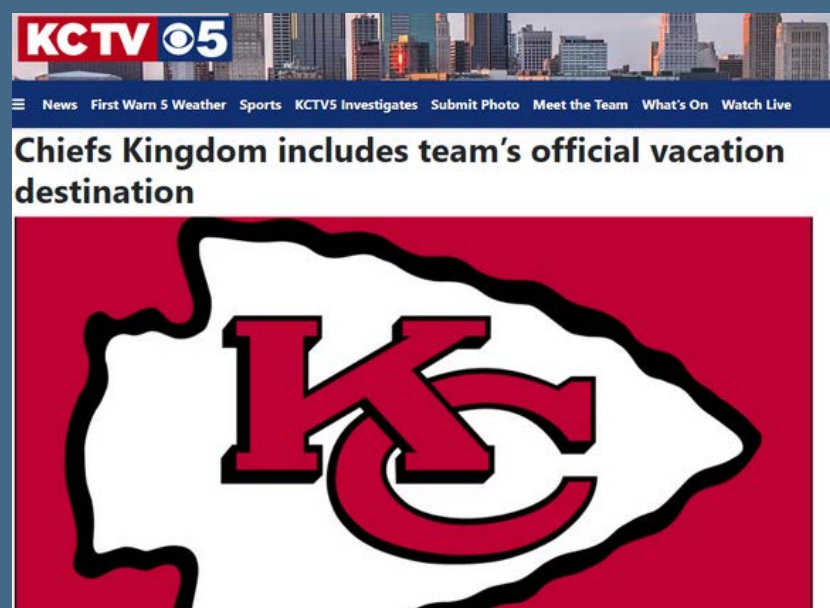 KCTV 5
News First Warn 5 Weather Sports KCTV5 Investigates Submit Photo Meet the Team What's On Watch Live
Chiefs Kingdom includes team's official vacation
destination
KC